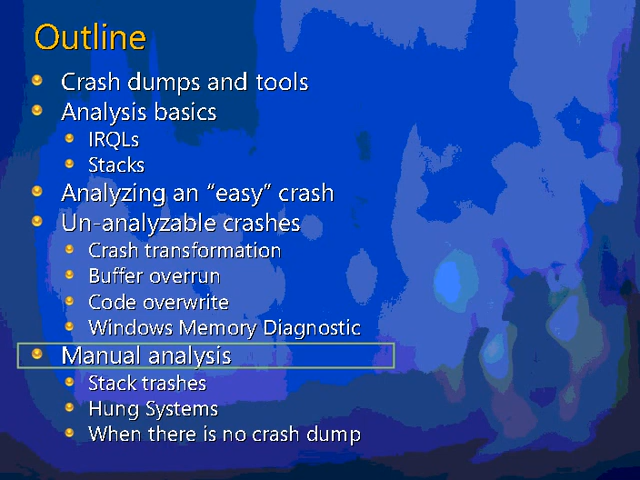 Outline
Crash dumps and tools
Analysis basics
IRQLs
Stacks
Analyzing an “easy” crash
Un-analyzable crashes
Crash transformation
Buffer overrun
Code overwrite
Windows Memory Diagnostic
Manual analysis
Stack trashes
Hung Systems
When there is no crash dump